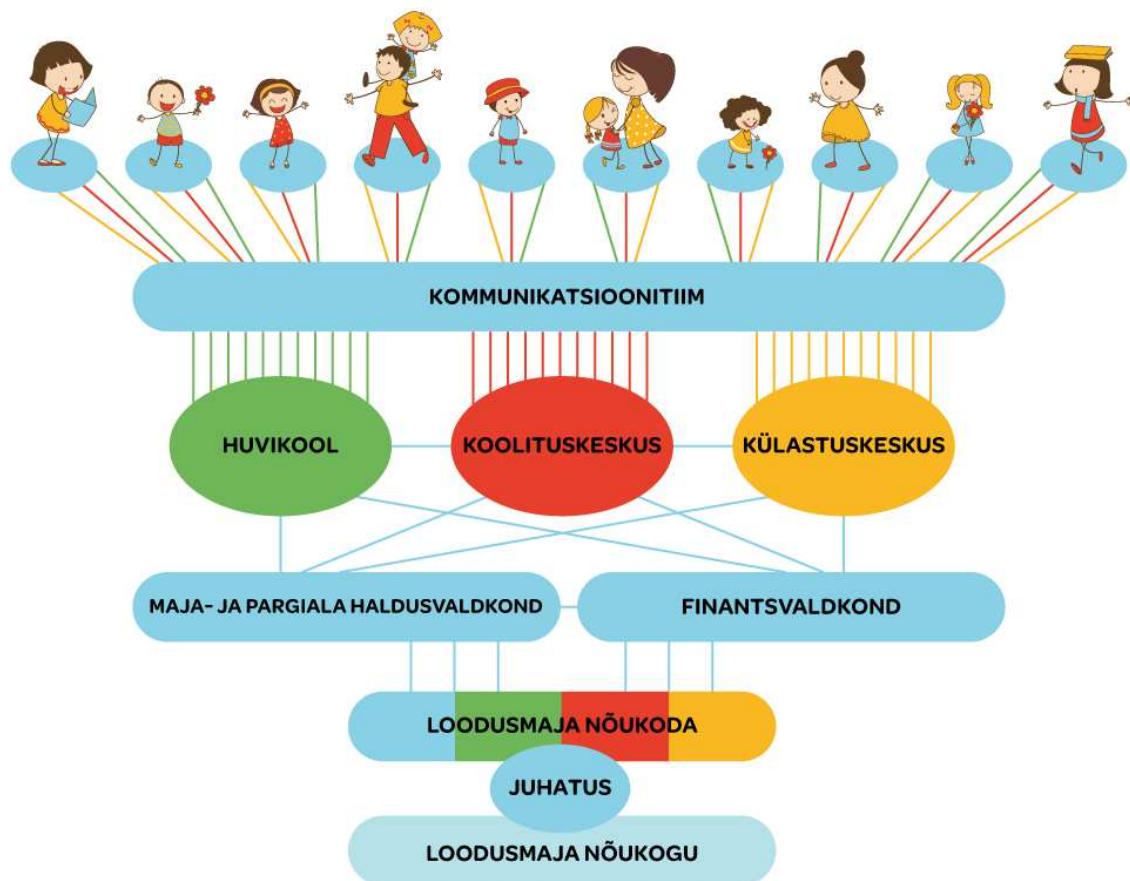 KOMMUNIKATSIOONITIIM
HUVIKOOL
KOOLITUSKESKUS
KÜLASTUSKESKUS
MAJA- JA PARGIALA HALDUSVALDKOND
FINANTSVALDKOND
LOODUSMAJA NÕUKODA
JUHATUS
LOODUSMAJA NÕUKOGU